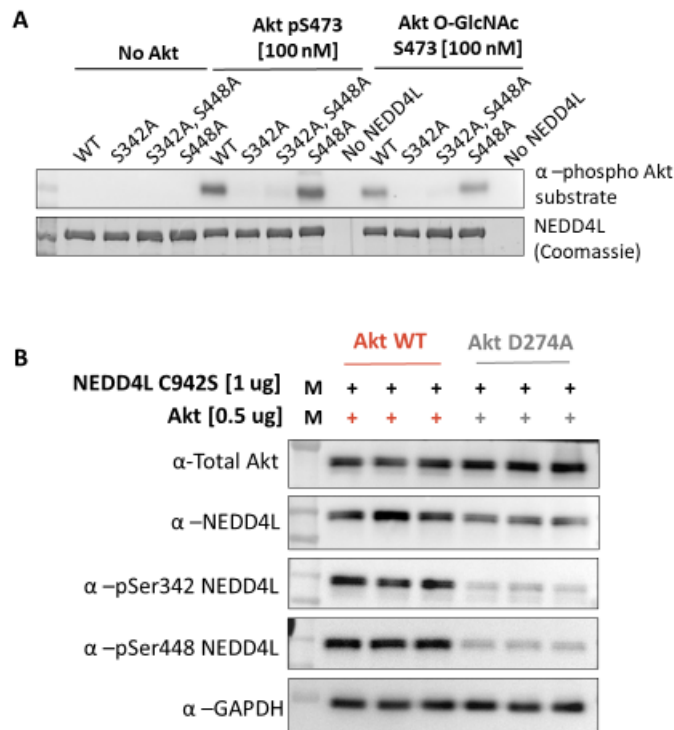 A
Akt pS473
[100 nM]
Akt O-GlcNAc
S473 [100 nM]
No Akt
WT
S342A
S342A, S448A
S448A
WT
S342A
S342A, S448A
S448A
No NEDD4L
WT
S342A
S342A, S448A
S448A
No NEDD4L
α –phospho Akt
substrate
NEDD4L
(Coomassie)
B
Akt WT
Akt D274A
NEDD4L C942S [1 ug] M + + + + + +
Akt [0.5 ug] M + + + + + +
α-Total Akt
α –NEDD4L
α –pSer342 NEDD4L
α –pSer448 NEDD4L
α –GAPDH